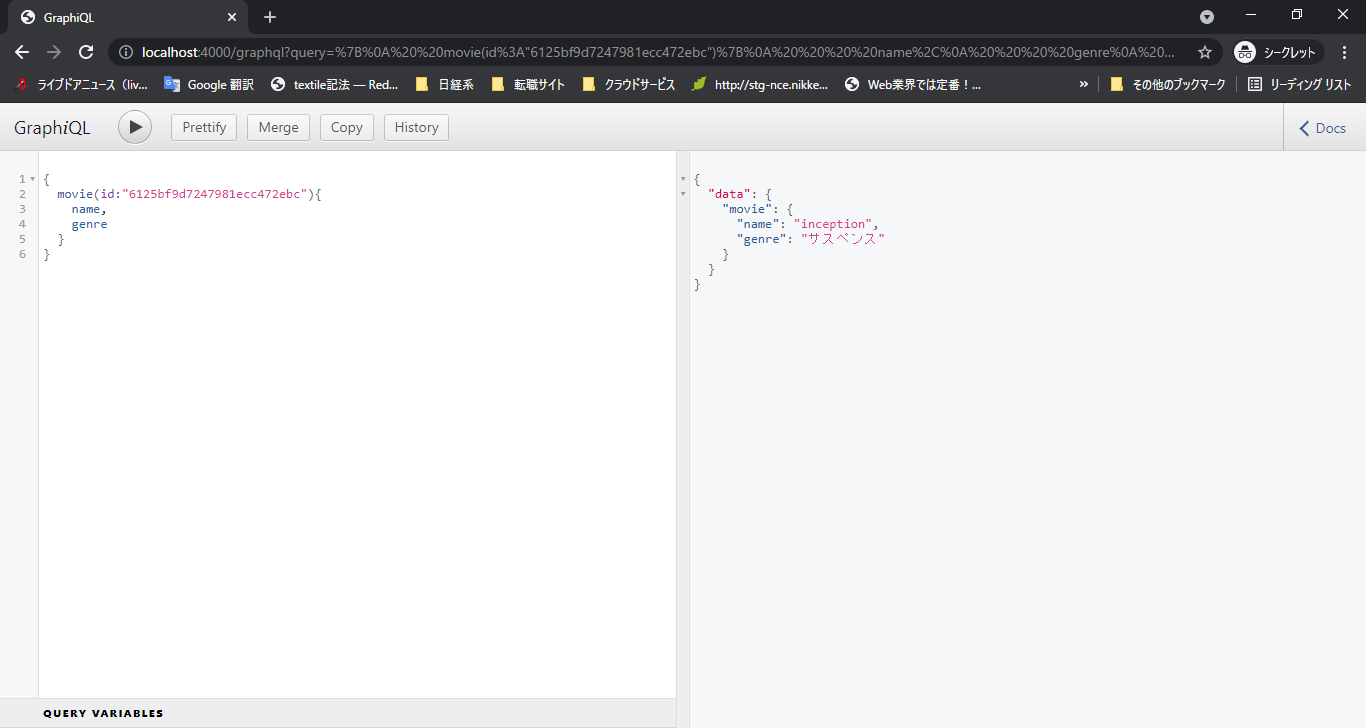 GraphiQL
localhost:4000/graphql?query=%7B%0A%20%20movie(id%3A"6125bf9d7247981ecc472ebc")%7B%0A%20%20%20%20name%2C%0A%20%20%20%20genre%0A%20...
シークレット
ライブドアニュース（liv... Google 翻訳 textile記法 — Red... 日経系 転職サイト クラウドサービス http://stg-nce.nikke... Web業界では定番！... » その他のブックマーク リーディング リスト
GraphiQL Prettify Merge Copy History Docs
1 {
2 movie(id:"6125bf9d7247981ecc472ebc"){
3 name,
4 genre
5 }
6 }
{
"data": {
"movie": {
"name": "inception",
"genre": "サスペンス"
}
}
}
QUERY VARIABLES